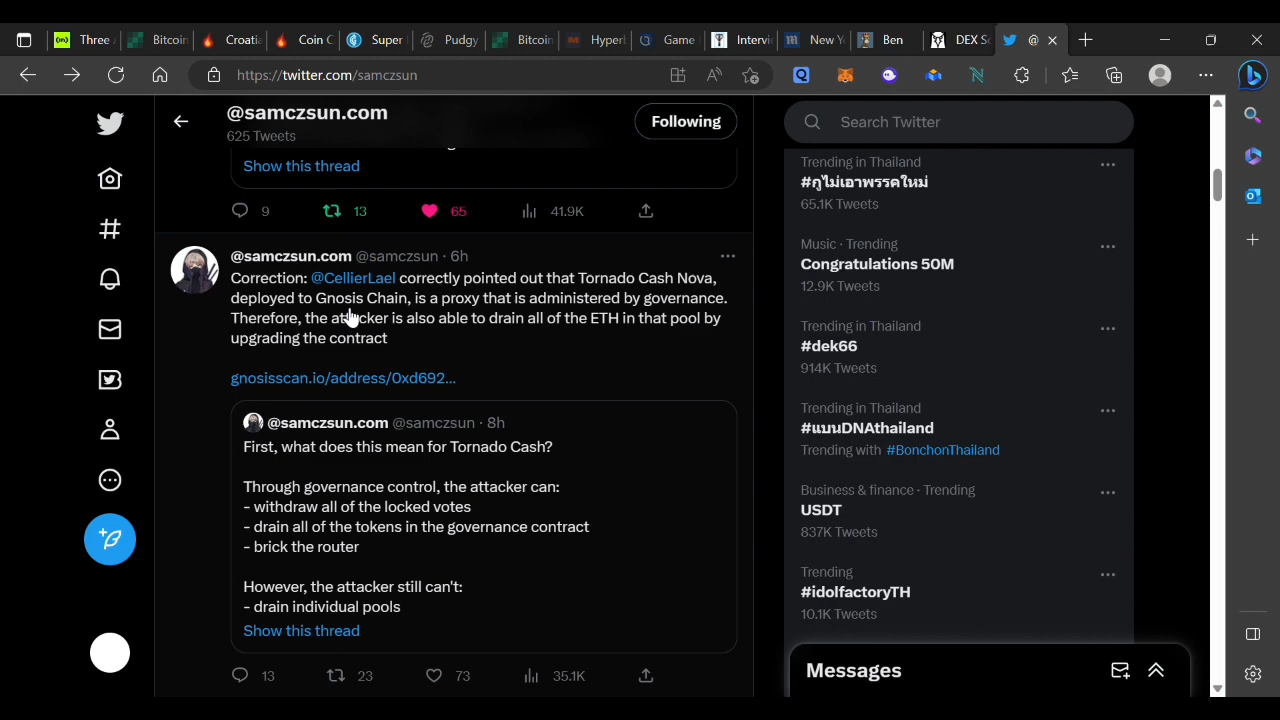 Three
Bitcoin
Croati
Coin C
Super
Pudgy
Bitcoin
Hyperl
Game
Intervi
New Y
Ben
DEX Sc
@
https://twitter.com/samczsun
@samczsun.com
625 Tweets
Following
Show this thread
9
13
65
41.9K
@samczsun.com @samczsun · 6h
Correction: @CellierLael correctly pointed out that Tornado Cash Nova,
deployed to Gnosis Chain, is a proxy that is administered by governance.
Therefore, the attacker is also able to drain all of the ETH in that pool by
upgrading the contract
gnosisscan.io/address/0xd692...
@samczsun.com @samczsun · 8h
First, what does this mean for Tornado Cash?
Through governance control, the attacker can:
- withdraw all of the locked votes
- drain all of the tokens in the governance contract
- brick the router
However, the attacker still can't:
- drain individual pools
Show this thread
13
23
73
35.1K
Search Twitter
Trending in Thailand
#กูไม่เอาพรรคใหม่
65.1K Tweets
Music · Trending
Congratulations 50M
12.9K Tweets
Trending in Thailand
#dek66
914K Tweets
Trending in Thailand
#แบนDNAthailand
Trending with #BonchonThailand
Business & finance · Trending
USDT
837K Tweets
Trending
#idolfactoryTH
10.1K Tweets
Messages